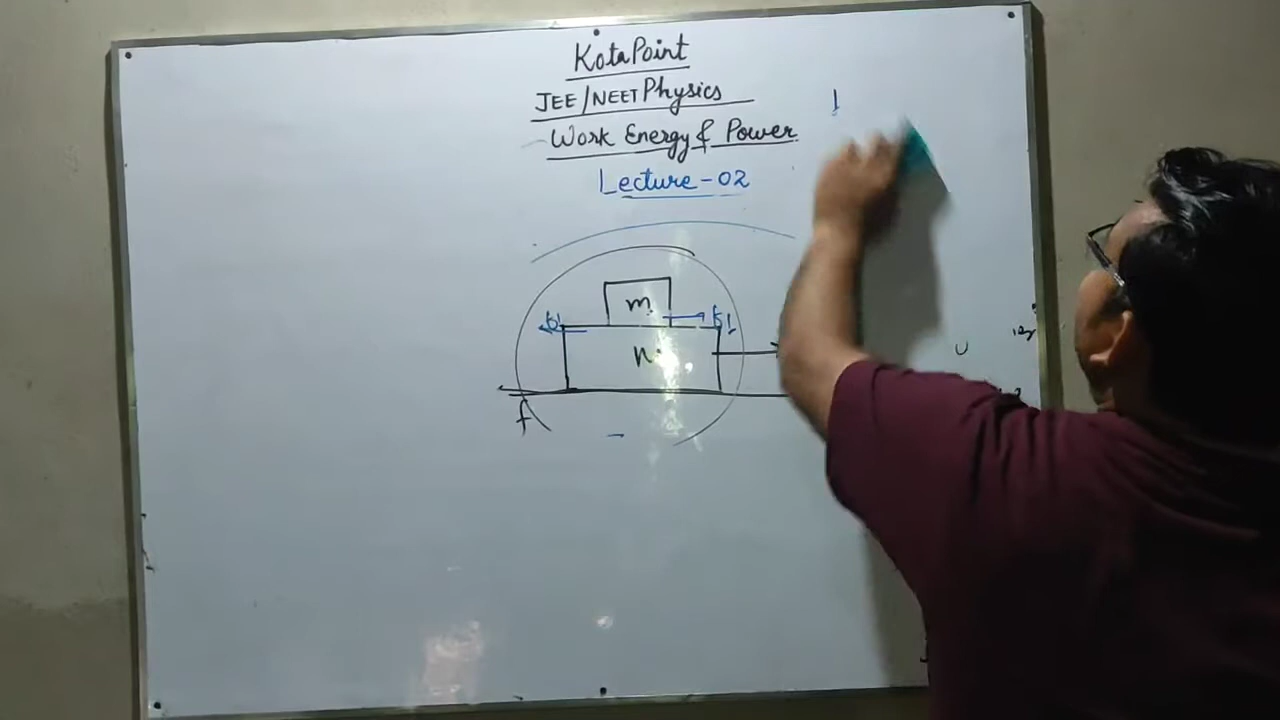 KotaPoint
JEE/NEET Physics
Work Energy & Power
Lecture-02
m
f